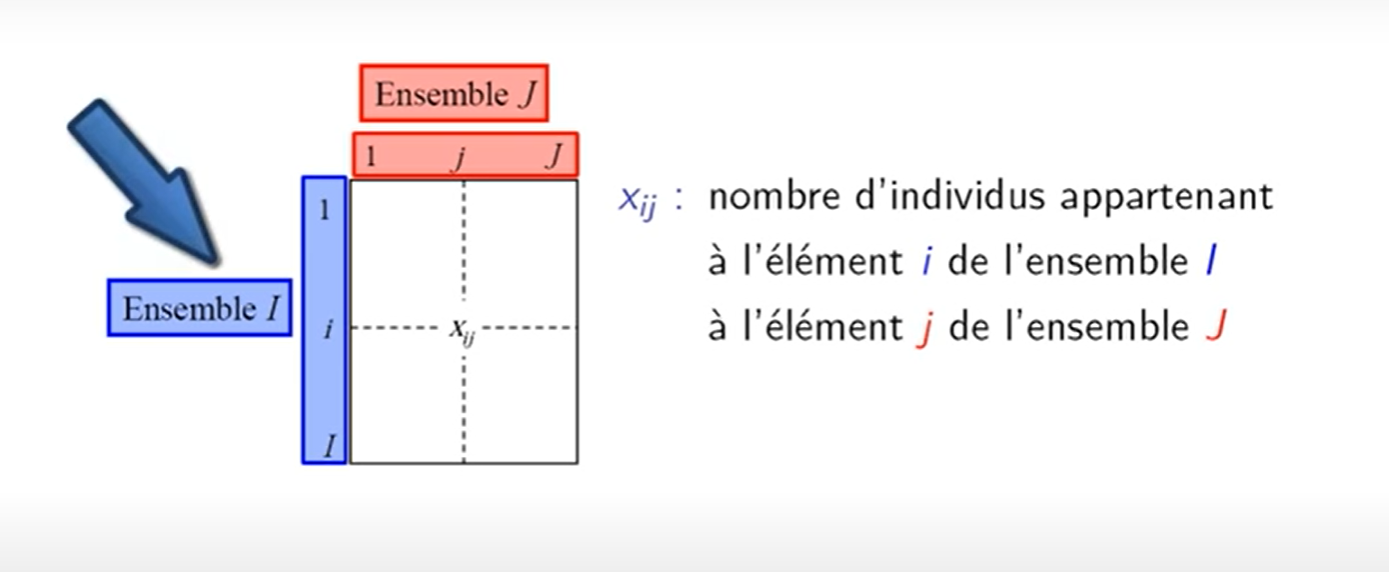 Ensemble J
1 j J
1
Ensemble I
i
x_ij
I
x_ij : nombre d'individus appartenant
à l'élément i de l'ensemble I
à l'élément j de l'ensemble J